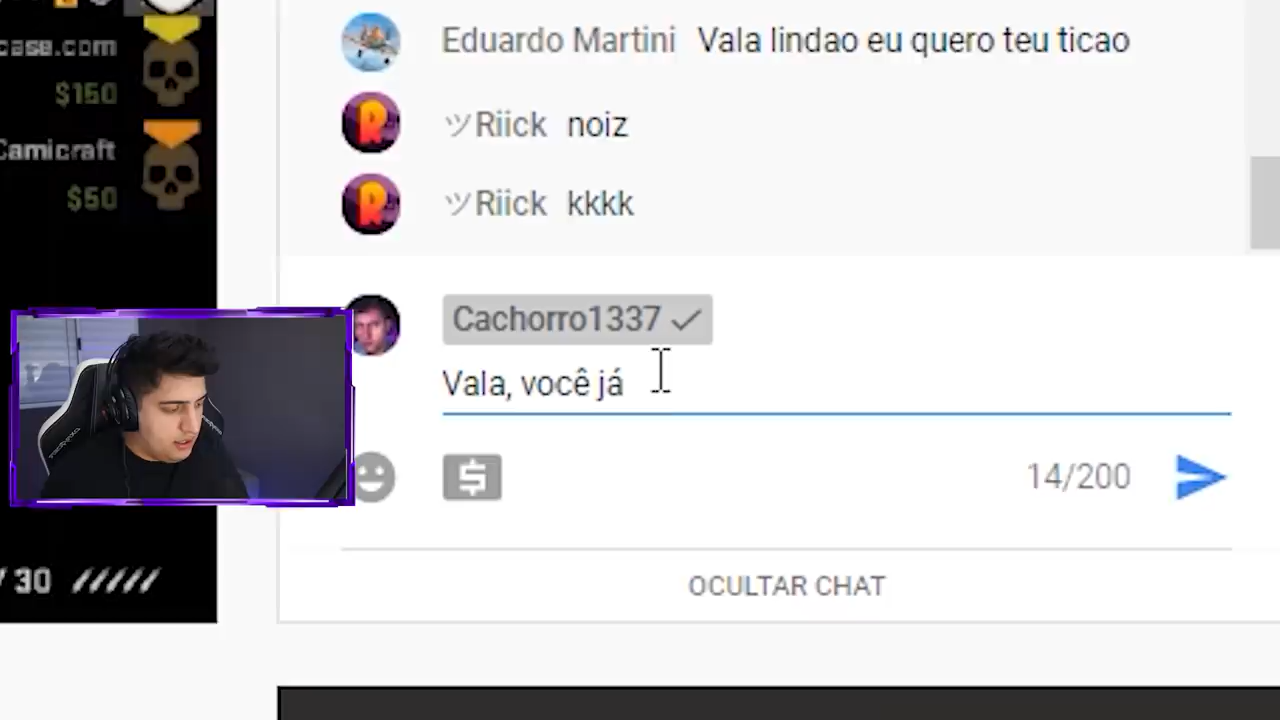 case.com
$150
Camicraft
$50
/ 30
Eduardo Martini Vala lindao eu quero teu ticao
ツRiick noiz
ツRiick kkkk
Cachorro1337
Vala, você já
14/200
OCULTAR CHAT